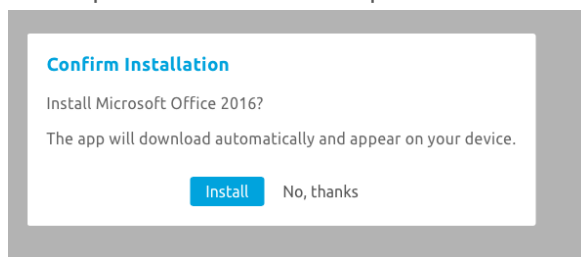 Confirm Installation
Install Microsoft Office 2016?
The app will download automatically and appear on your device.
Install No, thanks